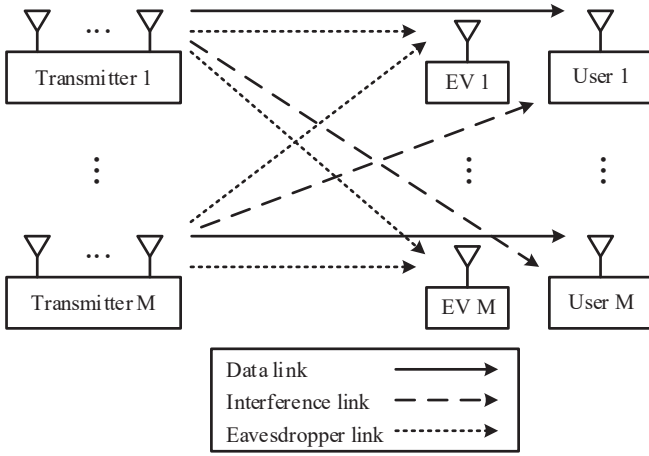 Transmitter 1
EV 1
User 1
Transmitter M
EV M
User M
Data link
Interference link
Eavesdropper link